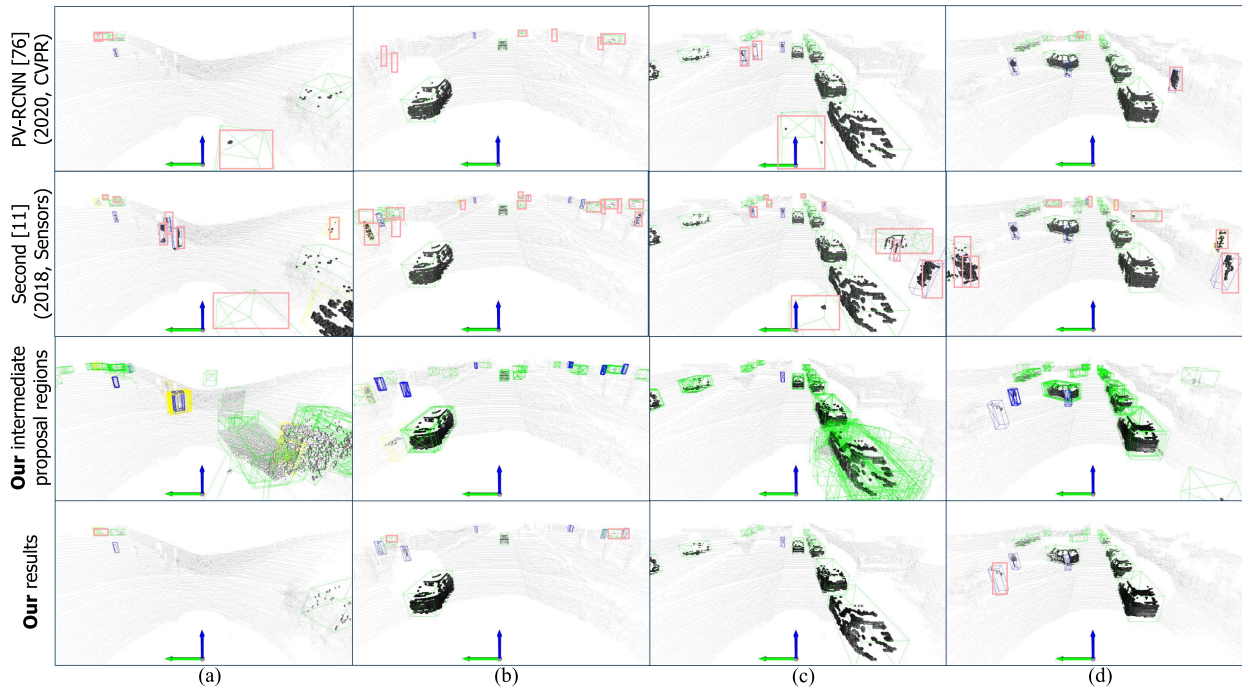 PV-RCNN [76]
(2020, CVPR)
Second [11]
(2018, Sensors)
Our intermediate
proposal regions
Our results
(a)
(b)
(c)
(d)